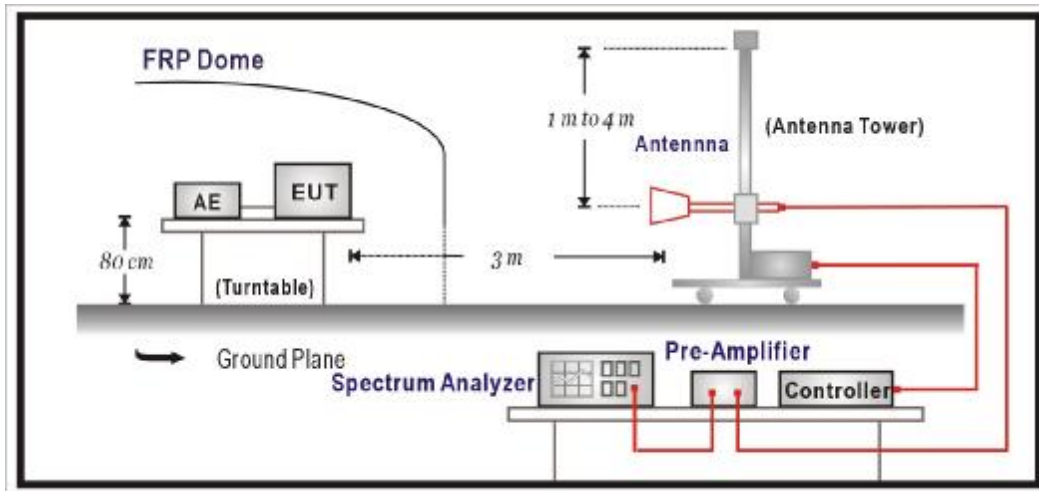 FRP Dome
1 m to 4 m
(Antenna Tower)
Antennna
AE
EUT
80 cm
3 m
(Turntable)
Ground Plane
Pre-Amplifier
Spectrum Analyzer
Controller